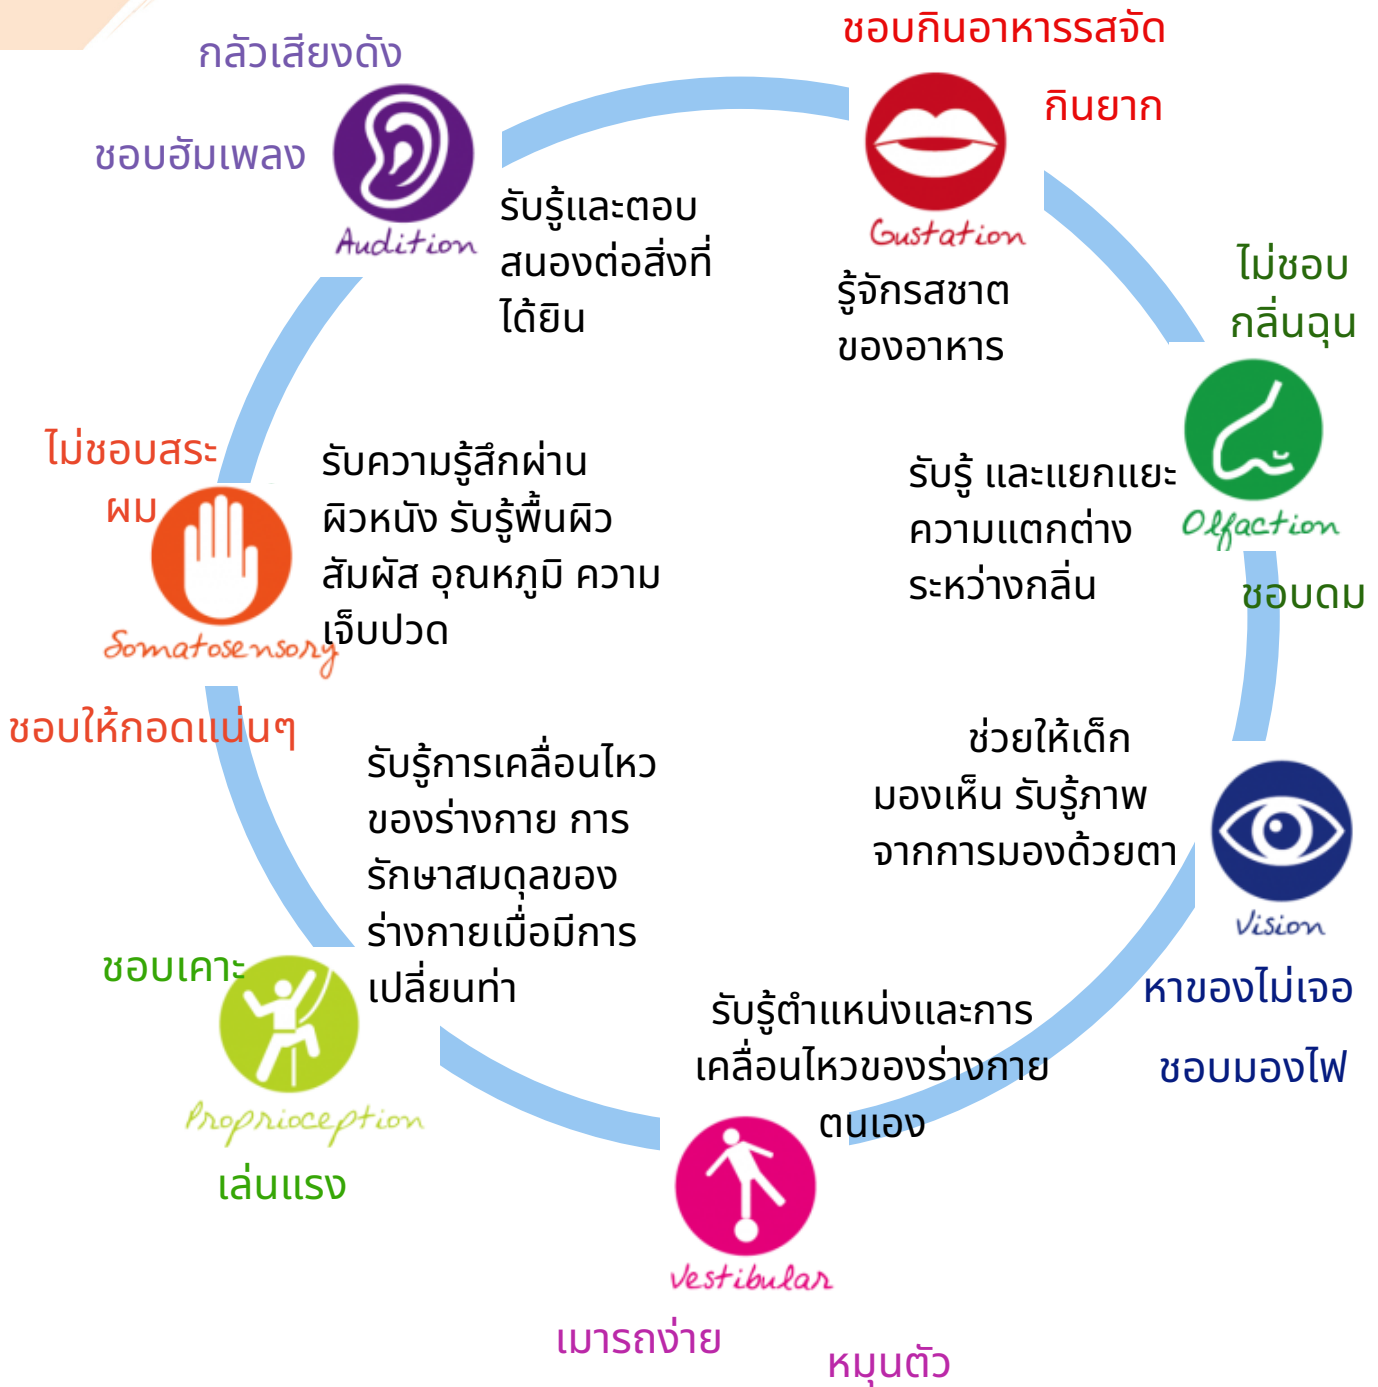 ชอบกินอาหารรสจัด
กลัวเสียงดัง
กินยาก
ชอบฮัมเพลง
Audition
รับรู้และตอบ
สนองต่อสิ่งที่
ได้ยิน
Gustation
รู้จักรสชาต
ของอาหาร
ไม่ชอบ
กลิ่นฉุน
ไม่ชอบสระ
ผม
รับความรู้สึกผ่าน
ผิวหนัง รับรู้พื้นผิว
สัมผัส อุณหภูมิ ความ
เจ็บปวด
Somatosensory
รับรู้ และแยกแยะ
ความแตกต่าง
ระหว่างกลิ่น
Olfaction
ชอบดม
ชอบให้กอดแน่นๆ
รับรู้การเคลื่อนไหว
ของร่างกาย การ
รักษาสมดุลของ
ร่างกายเมื่อมีการ
เปลี่ยนท่า
ช่วยให้เด็ก
มองเห็น รับรู้ภาพ
จากการมองด้วยตา
Vision
ชอบเคาะ
Proprioception
เล่นแรง
รับรู้ตำแหน่งและการ
เคลื่อนไหวของร่างกาย
ตนเอง
หาของไม่เจอ
ชอบมองไฟ
Vestibular
เมารถง่าย
หมุนตัว